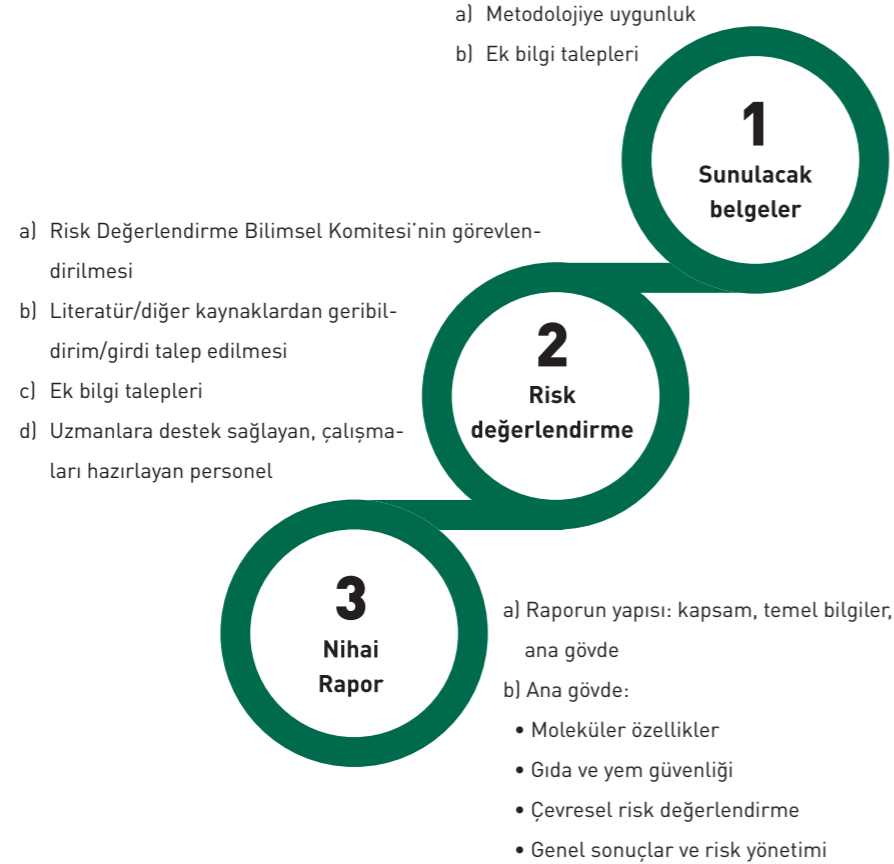 a) Metodolojiye uygunluk
b) Ek bilgi talepleri
1
Sunulacak
belgeler
a) Risk Değerlendirme Bilimsel Komitesi’nin görevlen-
dirilmesi
b) Literatür/diğer kaynaklardan geribil-
dirim/girdi talep edilmesi
c) Ek bilgi talepleri
d) Uzmanlara destek sağlayan, çalışma-
ları hazırlayan personel
2
Risk
değerlendirme
3
Nihai
Rapor
a) Raporun yapısı: kapsam, temel bilgiler,
ana gövde
b) Ana gövde:
• Moleküler özellikler
• Gıda ve yem güvenliği
• Çevresel risk değerlendirme
• Genel sonuçlar ve risk yönetimi